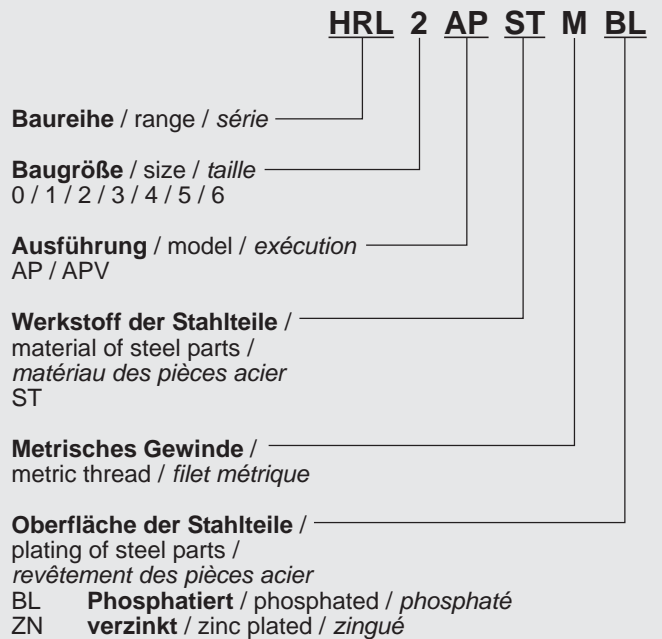 HRL 2 AP ST M BL
Baureihe / range / série
Baugröße / size / taille
0 / 1 / 2 / 3 / 4 / 5 / 6
Ausführung / model / exécution
AP / APV
Werkstoff der Stahlteile /
material of steel parts /
matériau des pièces acier
ST
Metrisches Gewinde /
metric thread / filet métrique
Oberfläche der Stahlteile /
plating of steel parts /
revêtement des pièces acier
BL Phosphatiert / phosphated / phosphaté
ZN verzinkt / zinc plated / zingué